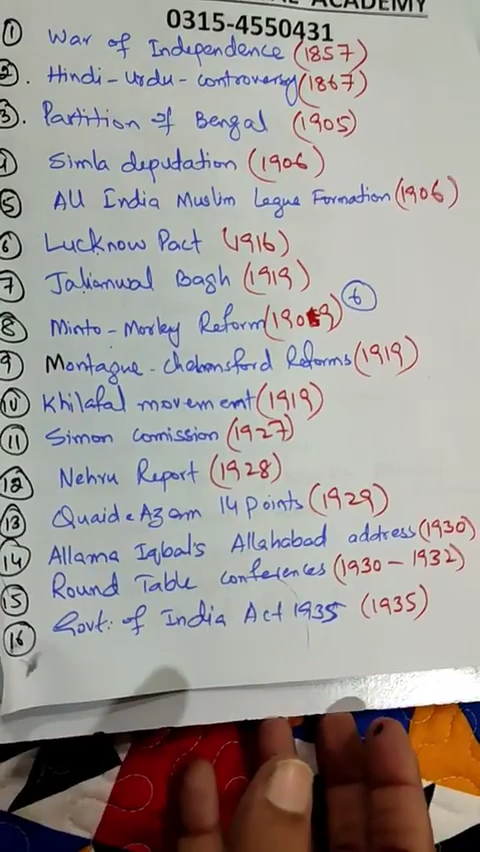 ACADEMY
0315-4550431
1 War of Independence (1857)
2. Hindi-Urdu-controversy (1867)
3. Partition of Bengal (1905)
4 Simla deputation (1906)
5 All India Muslim Legue Formation (1906)
6 Lucknow Pact (1916)
7 Jalianwal Bagh (1919)
8 Minto-Morley Reform (1909) 6
9 Montague-Chelmsford Reforms (1919)
10 Khilafal movement (1919)
11 Simon comission (1927)
12 Nehru Report (1928)
13 Quaid e Azam 14 Points (1929)
14 Allama Iqbal's Allahabad address (1930)
15 Round Table conferences (1930-1932)
16 Govt: of India Act 1935 (1935)